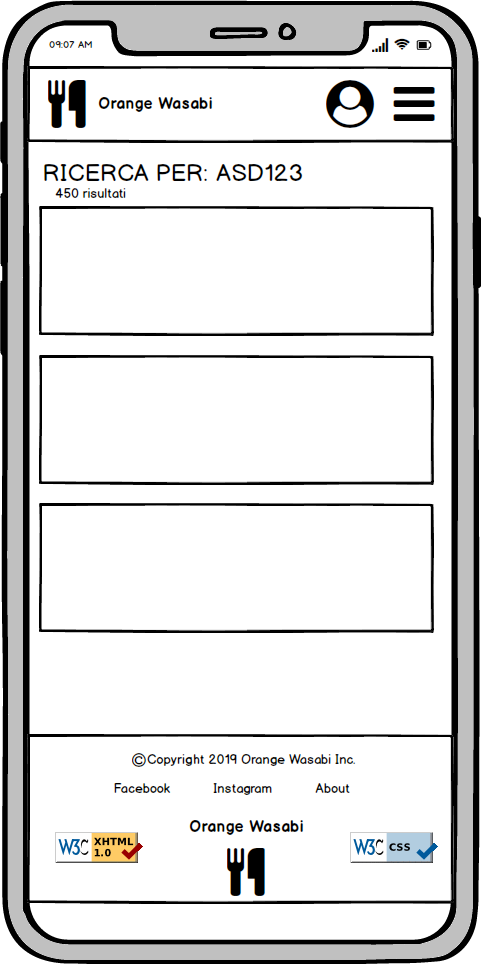 09:07 AM
Orange Wasabi
RICERCA PER: ASD123
450 risultati
©Copyright 2019 Orange Wasabi Inc.
Facebook Instagram About
Orange Wasabi
W3C XHTML 1.0
W3C CSS